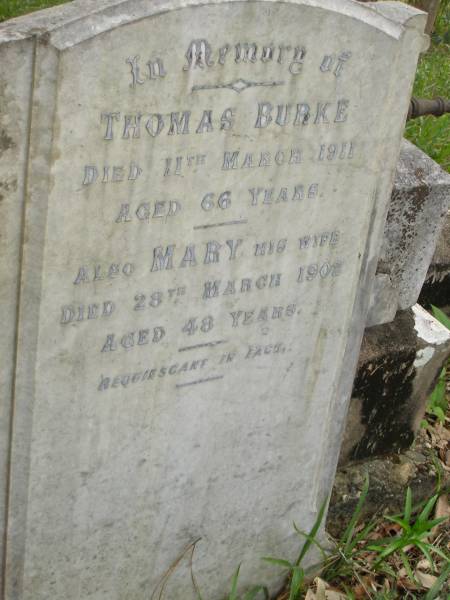 In Memory of
THOMAS BURKE
DIED 11TH MARCH 1911
AGED 66 YEARS.
ALSO MARY HIS WIFE
DIED 28TH MARCH
AGED 48 YEARS.
REQUIESCANT IN PACE.